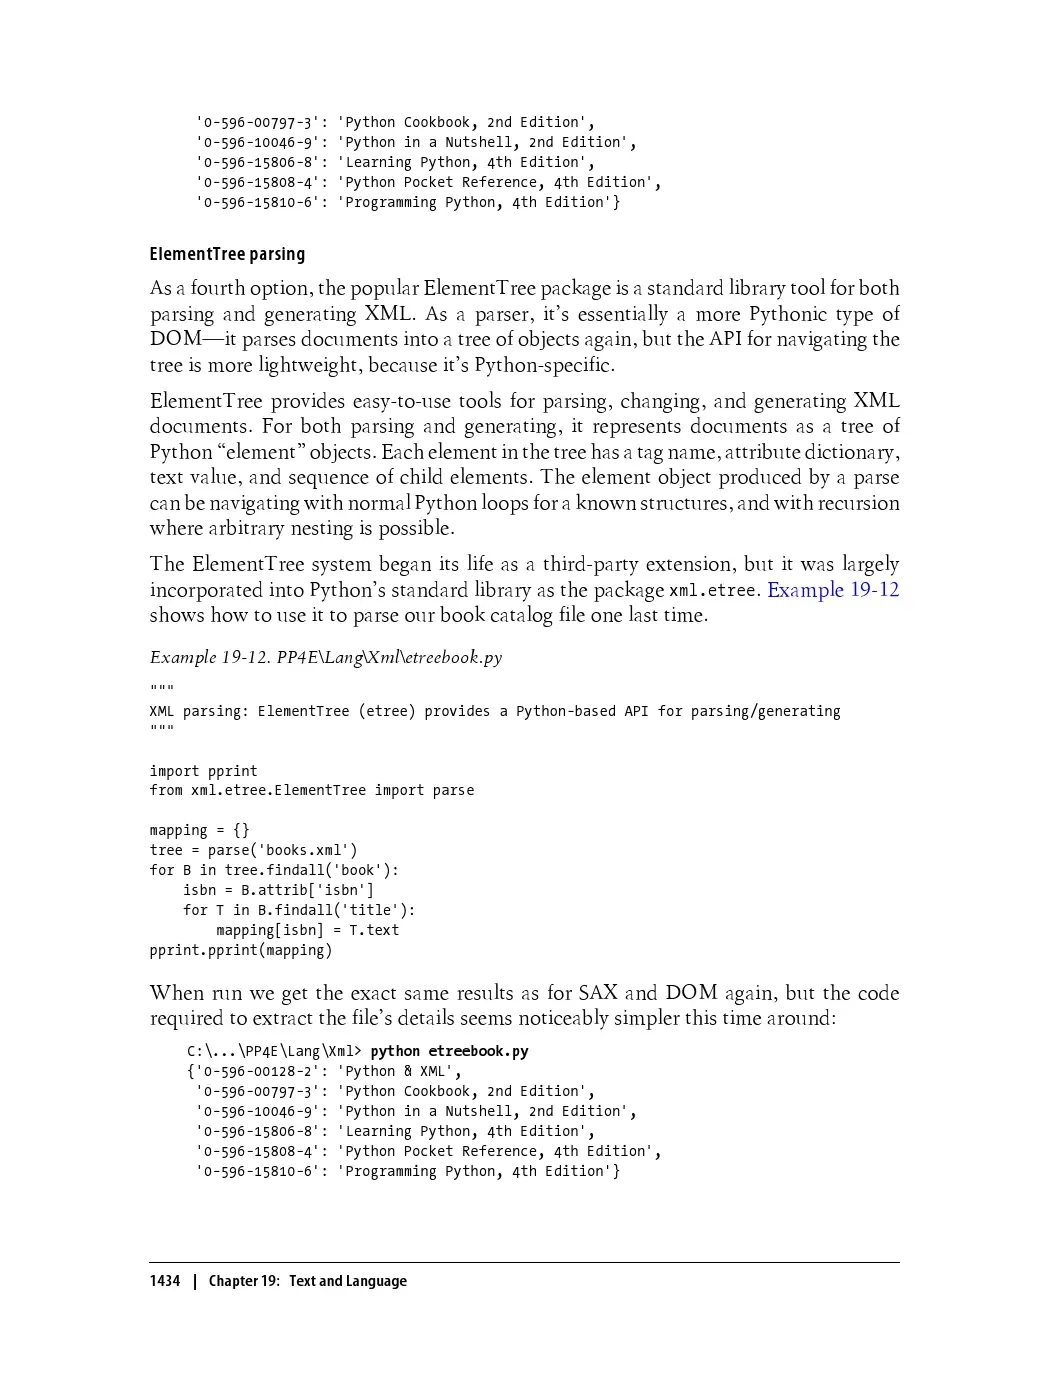 '0-596-00797-3': 'Python Cookbook, 2nd Edition',
'0-596-10046-9': 'Python in a Nutshell, 2nd Edition',
'0-596-15806-8': 'Learning Python, 4th Edition',
'0-596-15808-4': 'Python Pocket Reference, 4th Edition',
'0-596-15810-6': 'Programming Python, 4th Edition'}
ElementTree parsing
As a fourth option, the popular ElementTree package is a standard library tool for both
parsing and generating XML. As a parser, it’s essentially a more Pythonic type of
DOM—it parses documents into a tree of objects again, but the API for navigating the
tree is more lightweight, because it’s Python-specific.
ElementTree provides easy-to-use tools for parsing, changing, and generating XML
documents. For both parsing and generating, it represents documents as a tree of
Python “element” objects. Each element in the tree has a tag name, attribute dictionary,
text value, and sequence of child elements. The element object produced by a parse
can be navigating with normal Python loops for a known structures, and with recursion
where arbitrary nesting is possible.
The ElementTree system began its life as a third-party extension, but it was largely
incorporated into Python’s standard library as the package xml.etree. Example 19-12
shows how to use it to parse our book catalog file one last time.
Example 19-12. PP4E\Lang\Xml\etreebook.py
"""
XML parsing: ElementTree (etree) provides a Python-based API for parsing/generating
"""
import pprint
from xml.etree.ElementTree import parse
mapping = {}
tree = parse('books.xml')
for B in tree.findall('book'):
    isbn = B.attrib['isbn']
    for T in B.findall('title'):
        mapping[isbn] = T.text
pprint.pprint(mapping)
When run we get the exact same results as for SAX and DOM again, but the code
required to extract the file’s details seems noticeably simpler this time around:
C:\...\PP4E\Lang\Xml> python etreebook.py
{'0-596-00128-2': 'Python & XML',
 '0-596-00797-3': 'Python Cookbook, 2nd Edition',
 '0-596-10046-9': 'Python in a Nutshell, 2nd Edition',
 '0-596-15806-8': 'Learning Python, 4th Edition',
 '0-596-15808-4': 'Python Pocket Reference, 4th Edition',
 '0-596-15810-6': 'Programming Python, 4th Edition'}
1434 | Chapter 19: Text and Language